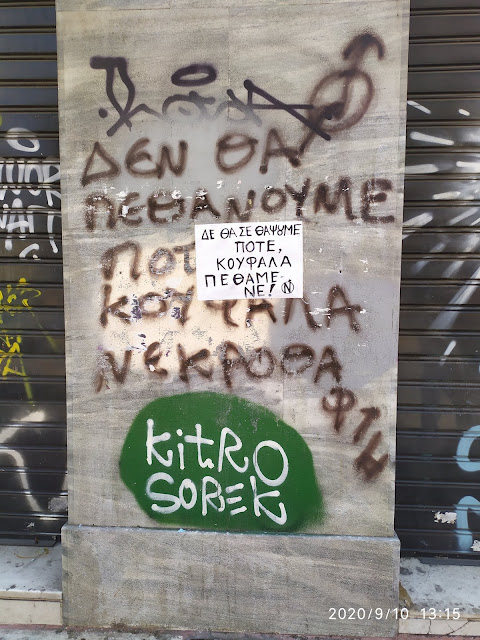 ΔΕΝ ΘΑ
ΠΕΘΑΝΟΥΜΕ
ΠΟΤ
ΚΟΥΦΑΛΑ
ΝΕΚΡΟΘΑ
ΦΤΗ
ΔΕ ΘΑ ΣΕ ΘΑΨΟΥΜΕ
ΠΟΤΕ,
ΚΟΥΦΑΛΑ
ΠΕΘΑΜΕ-
ΝΕ!
KitRO
2020/9/10 13:15